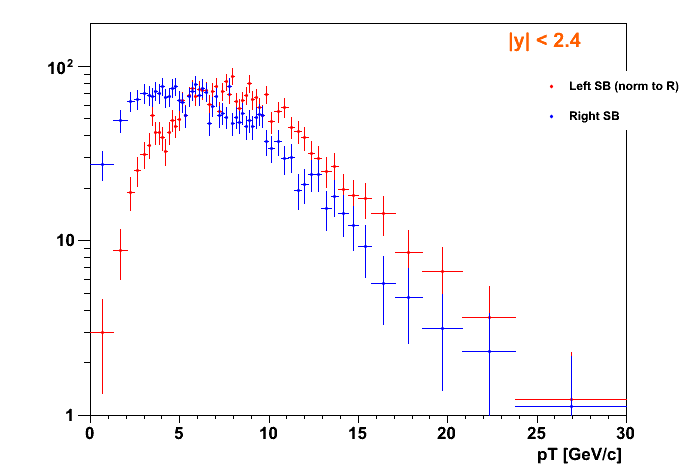 |y| < 2.4
Left SB (norm to R)
Right SB
10²
10
1
0 5 10 15 20 25 30
pT [GeV/c]